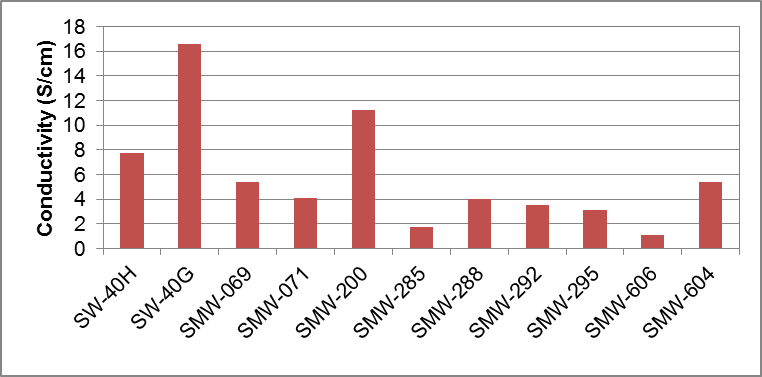 Conductivity (S/cm)
18
16
14
12
10
8
6
4
2
0
SW-40H
SW-40G
SMW-069
SMW-071
SMW-200
SMW-285
SMW-288
SMW-292
SMW-295
SMW-606
SMW-604